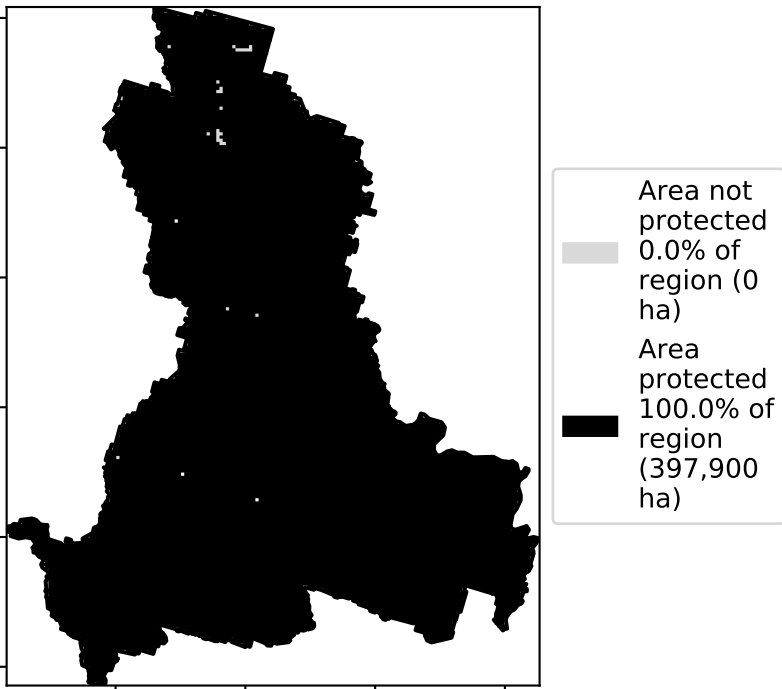 Area not
protected
0.0% of
region (0
ha)
Area
protected
100.0% of
region
(397,900
ha)